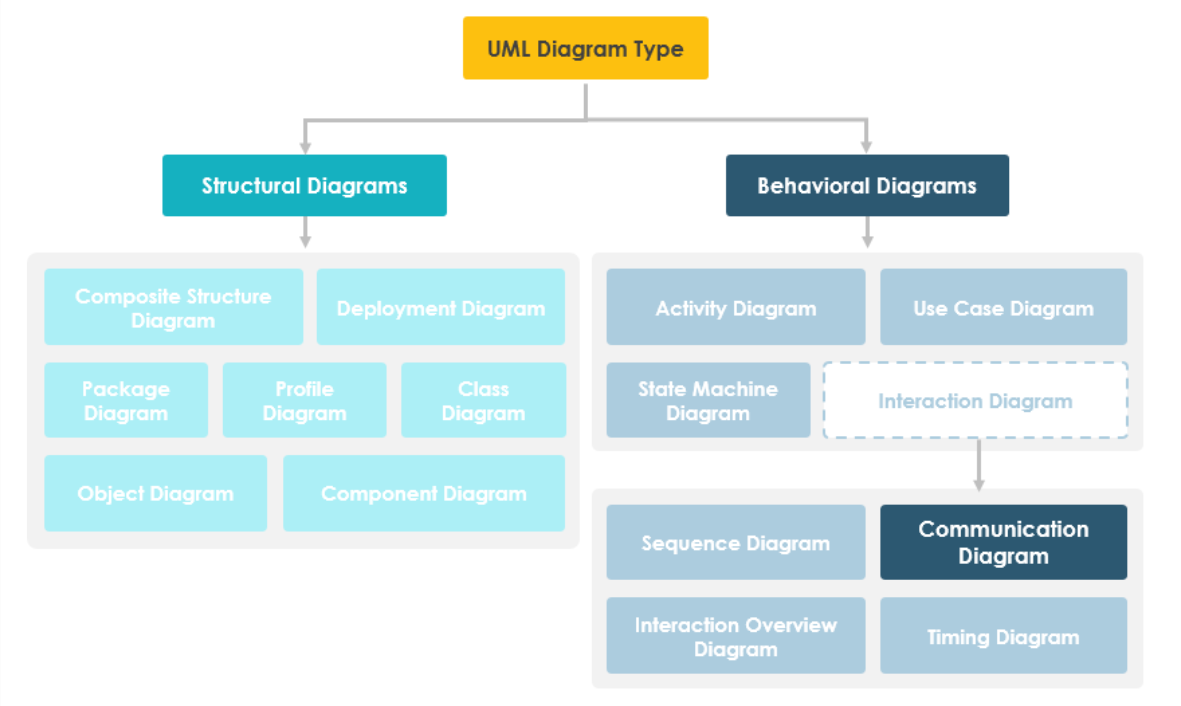 UML Diagram Type
Structural Diagrams
Behavioral Diagrams
Composite Structure
Diagram
Deployment Diagram
Package
Diagram
Profile
Diagram
Class
Diagram
Object Diagram
Component Diagram
Activity Diagram
Use Case Diagram
State Machine
Diagram
Interaction Diagram
Sequence Diagram
Communication
Diagram
Interaction Overview
Diagram
Timing Diagram